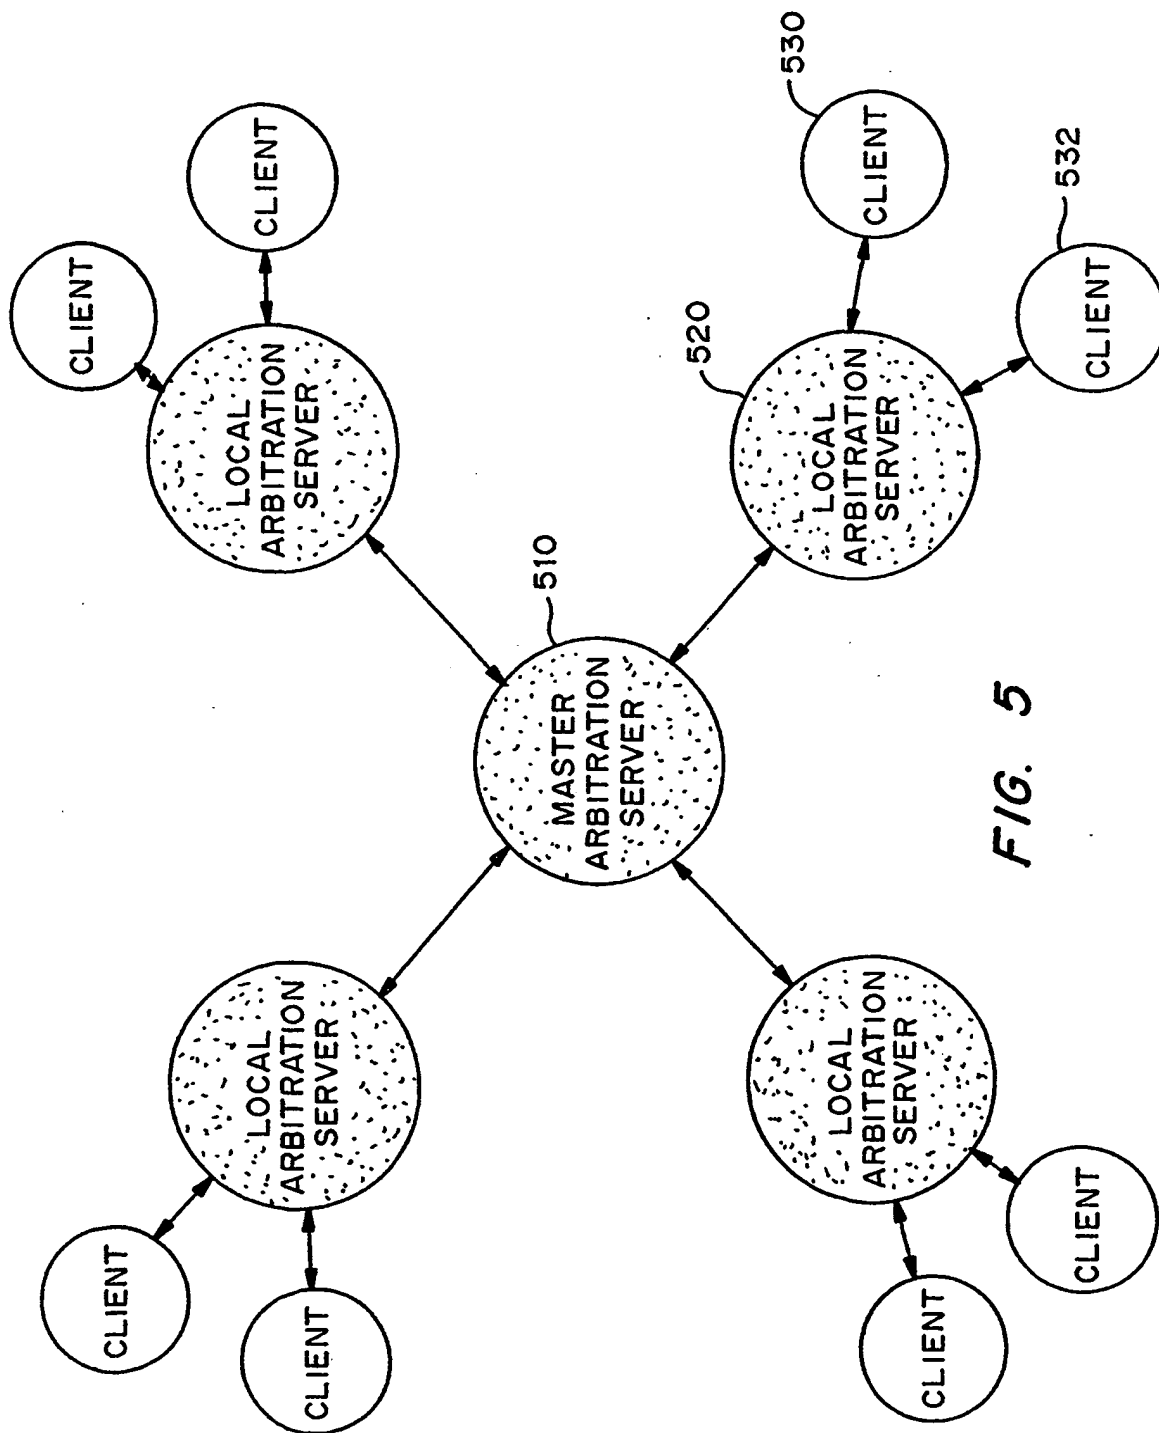 CLIENT
CLIENT
CLIENT
LOCAL
ARBITRATION
SERVER
LOCAL
ARBITRATION
SERVER
CLIENT
CLIENT
510
MASTER
ARBITRATION
SERVER
520
530
LOCAL
ARBITRATION
SERVER
LOCAL
ARBITRATION
SERVER
CLIENT
CLIENT
FIG. 5
532
CLIENT
CLIENT